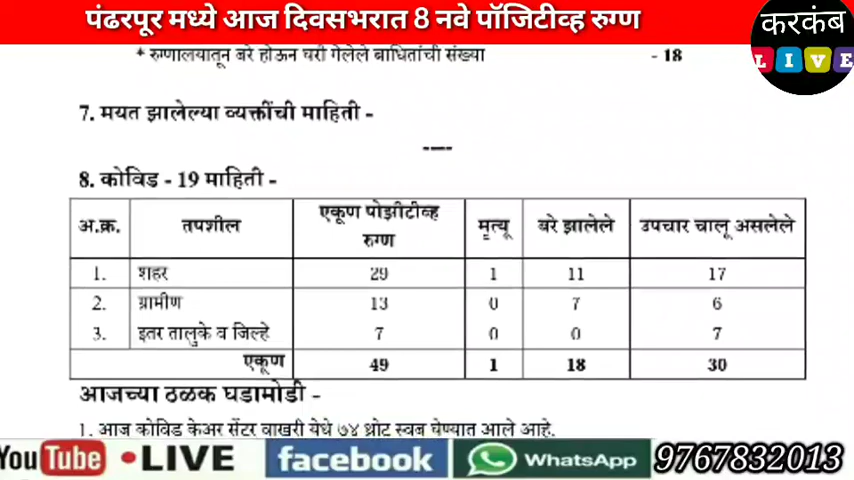 पंढरपूर मध्ये आज दिवसभरात 8 नवे पॉजिटीव्ह रुग्ण
करकंब
LIVE
* रुग्णालयातून बरे होऊन घरी गेलेले बाधितांची संख्या - 18
7. मयत झालेल्या व्यक्तींची माहिती -
----
8. कोविड - 19 माहिती -
अ.क्र. तपशील एकूण पोझीटीव्ह रुग्ण मृत्यू बरे झालेले उपचार चालू असलेले
1. शहर 29 1 11 17
2. ग्रामीण 13 0 7 6
3. इतर तालुके व जिल्हे 7 0 0 7
एकूण 49 1 18 30
आजच्या ठळक घडामोडी -
1. आज कोविड केअर सेंटर वाखरी येथे ७४ थ्रोट स्वब घेण्यात आले आहे.
You Tube • LIVE facebook WhatsApp 9767832013